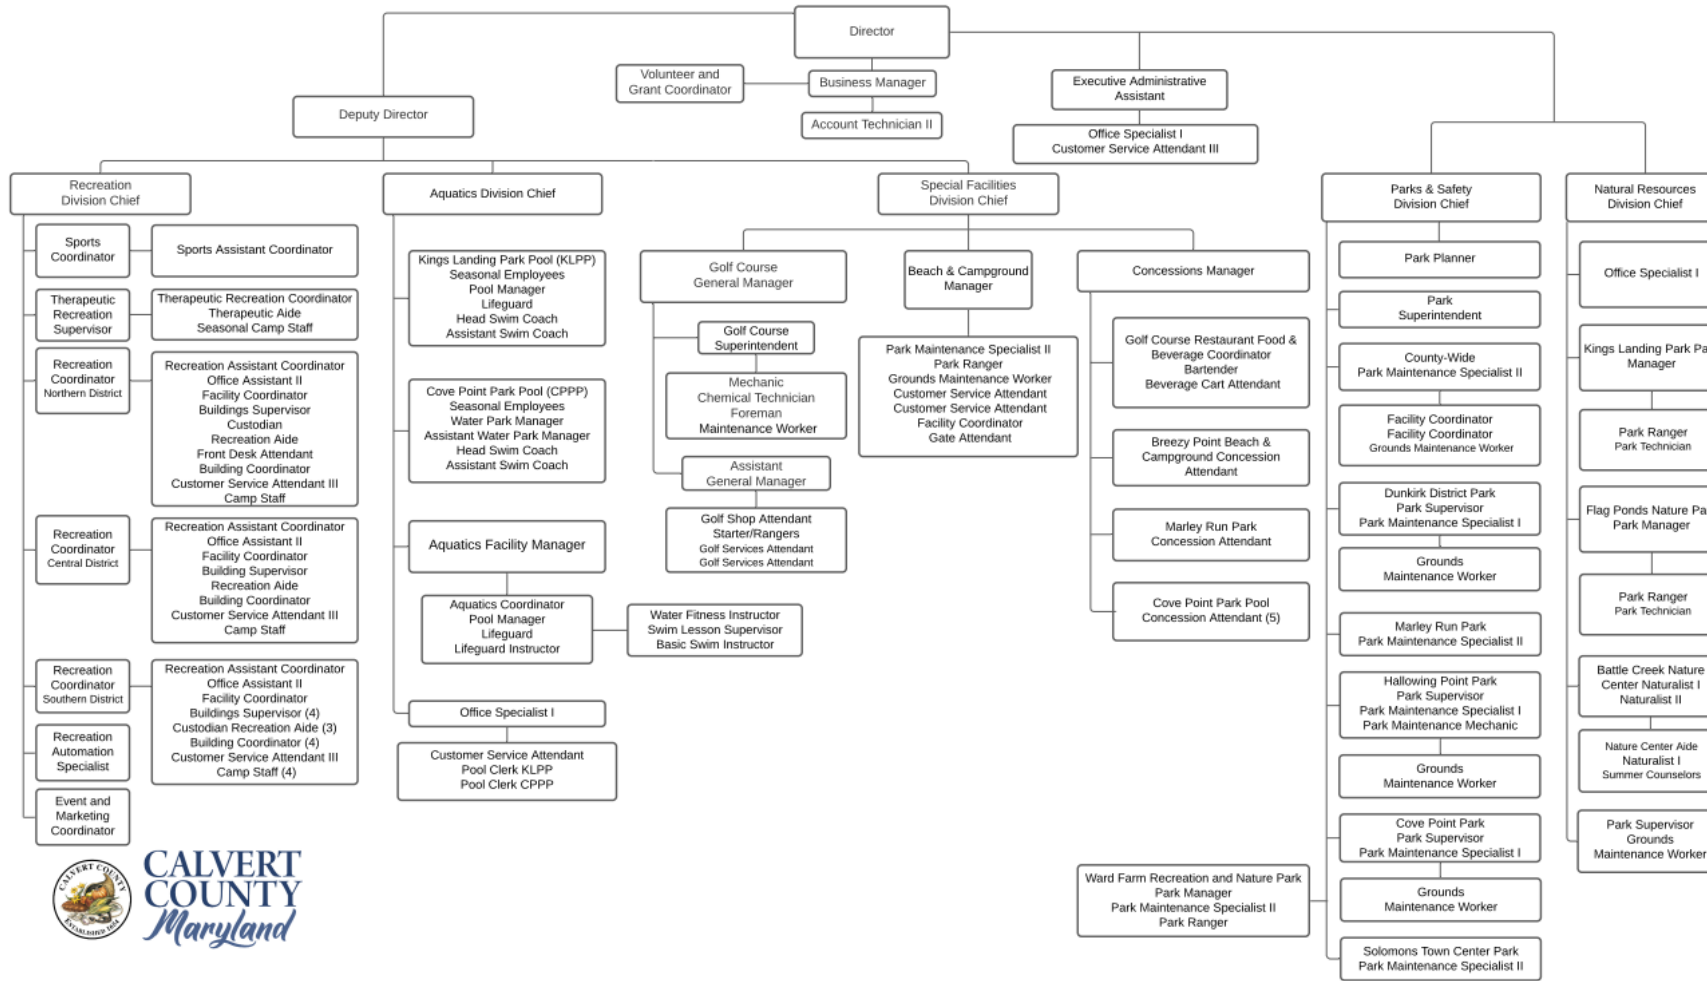 Director
Volunteer and
Grant Coordinator
Business Manager
Account Technician II
Executive Administrative
Assistant
Office Specialist I
Customer Service Attendant III
Deputy Director
Recreation
Division Chief
Sports
Coordinator
Sports Assistant Coordinator
Therapeutic
Recreation
Supervisor
Therapeutic Recreation Coordinator
Therapeutic Aide
Seasonal Camp Staff
Recreation
Coordinator
Northern District
Recreation Assistant Coordinator
Office Assistant II
Facility Coordinator
Buildings Supervisor
Custodian
Recreation Aide
Front Desk Attendant
Building Coordinator
Customer Service Attendant III
Camp Staff
Recreation
Coordinator
Central District
Recreation Assistant Coordinator
Office Assistant II
Facility Coordinator
Building Supervisor
Recreation Aide
Building Coordinator
Customer Service Attendant III
Camp Staff
Recreation
Coordinator
Southern District
Recreation Assistant Coordinator
Office Assistant II
Facility Coordinator
Buildings Supervisor (4)
Custodian Recreation Aide (3)
Building Coordinator (4)
Customer Service Attendant III
Camp Staff (4)
Recreation
Automation
Specialist
Event and
Marketing
Coordinator
Aquatics Division Chief
Kings Landing Park Pool (KLPP)
Seasonal Employees
Pool Manager
Lifeguard
Head Swim Coach
Assistant Swim Coach
Cove Point Park Pool (CPPP)
Seasonal Employees
Water Park Manager
Assistant Water Park Manager
Head Swim Coach
Assistant Swim Coach
Aquatics Facility Manager
Aquatics Coordinator
Pool Manager
Lifeguard
Lifeguard Instructor
Water Fitness Instructor
Swim Lesson Supervisor
Basic Swim Instructor
Office Specialist I
Customer Service Attendant
Pool Clerk KLPP
Pool Clerk CPPP
Special Facilities
Division Chief
Golf Course
General Manager
Golf Course
Superintendent
Mechanic
Chemical Technician
Foreman
Maintenance Worker
Assistant
General Manager
Golf Shop Attendant
Starter/Rangers
Golf Services Attendant
Golf Services Attendant
Beach & Campground
Manager
Park Maintenance Specialist II
Park Ranger
Grounds Maintenance Worker
Customer Service Attendant
Customer Service Attendant
Facility Coordinator
Gate Attendant
Concessions Manager
Golf Course Restaurant Food &
Beverage Coordinator
Bartender
Beverage Cart Attendant
Breezy Point Beach &
Campground Concession
Attendant
Marley Run Park
Concession Attendant
Cove Point Park Pool
Concession Attendant (5)
Parks & Safety
Division Chief
Park Planner
Park
Superintendent
County-Wide
Park Maintenance Specialist II
Facility Coordinator
Facility Coordinator
Grounds Maintenance Worker
Dunkirk District Park
Park Supervisor
Park Maintenance Specialist I
Grounds
Maintenance Worker
Marley Run Park
Park Maintenance Specialist II
Hallowing Point Park
Park Supervisor
Park Maintenance Specialist I
Park Maintenance Mechanic
Grounds
Maintenance Worker
Cove Point Park
Park Supervisor
Park Maintenance Specialist I
Grounds
Maintenance Worker
Ward Farm Recreation and Nature Park
Park Manager
Park Maintenance Specialist II
Park Ranger
Solomons Town Center Park
Park Maintenance Specialist II
Natural Resources
Division Chief
Office Specialist I
Kings Landing Park Pa
Manager
Park Ranger
Park Technician
Flag Ponds Nature Pa
Park Manager
Park Ranger
Park Technician
Battle Creek Nature
Center Naturalist I
Naturalist II
Nature Center Aide
Naturalist I
Summer Counselors
Park Supervisor
Grounds
Maintenance Worker
CALVERT COUNTY
ESTABLISHED 1654
CALVERT
COUNTY
Maryland